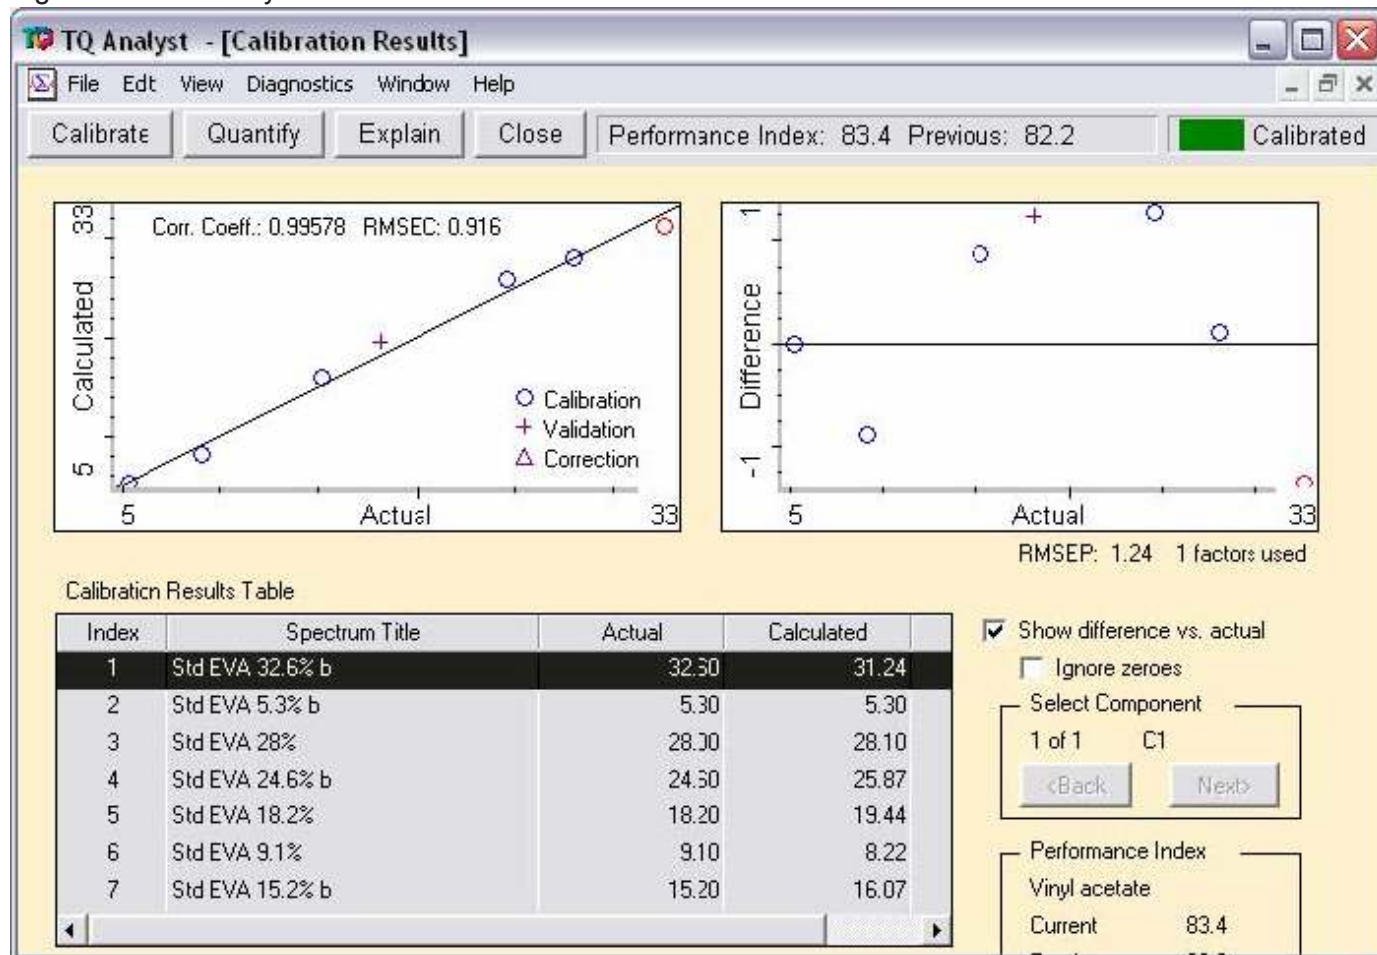 TQ Analyst - [Calibration Results]
File Edt View Diagnostics Window Help
Calibrate Quantify Explain Close Performance Index: 83.4 Previous: 82.2 Calibrated
Corr. Coeff.: 0.99578 RMSEC: 0.916
33
Calculated
5
Calibration
Validation
Correction
5 Actual 33
1
Difference
-1
5 Actual 33
RMSEP: 1.24 1 factors used
Calibration Results Table
Index Spectrum Title Actual Calculated
1 Std EVA 32.6% b 32.60 31.24
2 Std EVA 5.3% b 5.30 5.30
3 Std EVA 28% 28.00 28.10
4 Std EVA 24.6% b 24.60 25.87
5 Std EVA 18.2% 18.20 19.44
6 Std EVA 9.1% 9.10 8.22
7 Std EVA 15.2% b 15.20 16.07
Show difference vs. actual
Ignore zeroes
Select Component
1 of 1 C1
<Back Next>
Performance Index
Vinyl acetate
Current 83.4